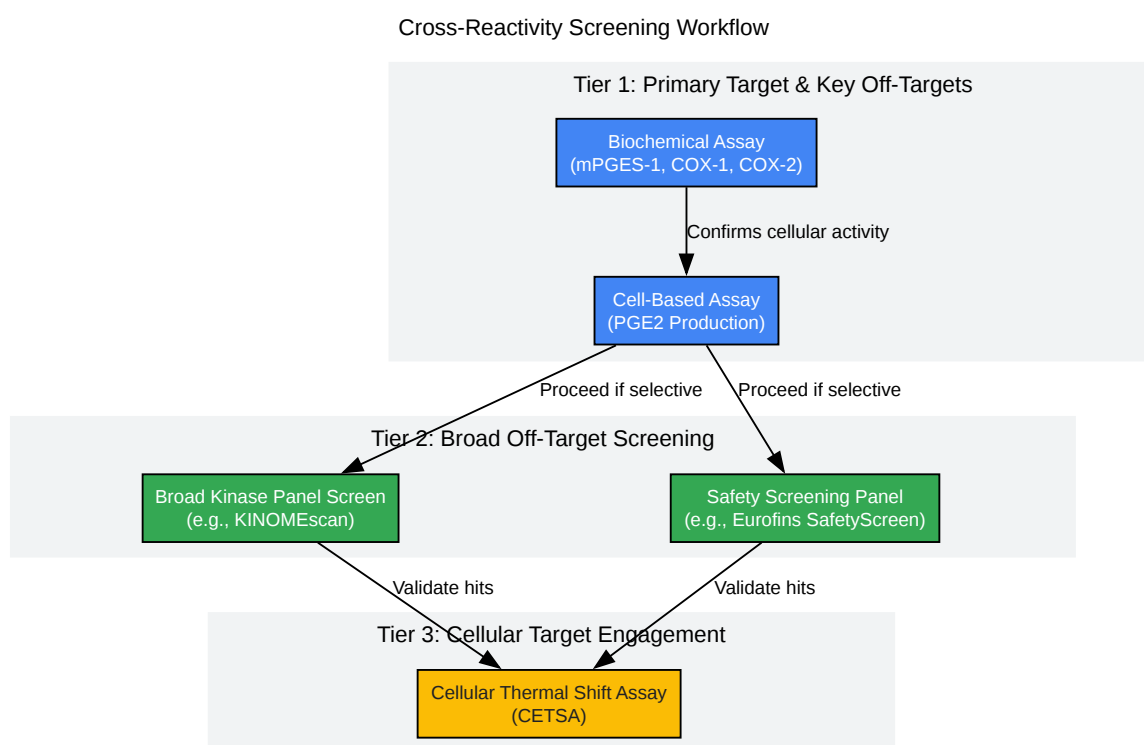 Cross-Reactivity Screening Workflow
Tier 1: Primary Target & Key Off-Targets
Biochemical Assay
(mPGES-1, COX-1, COX-2)
Confirms cellular activity
Cell-Based Assay
(PGE2 Production)
Proceed if selective
Proceed if selective
Tier 2: Broad Off-Target Screening
Broad Kinase Panel Screen
(e.g., KINOMEscan)
Safety Screening Panel
(e.g., Eurofins SafetyScreen)
Validate hits
Validate hits
Tier 3: Cellular Target Engagement
Cellular Thermal Shift Assay
(CETSA)